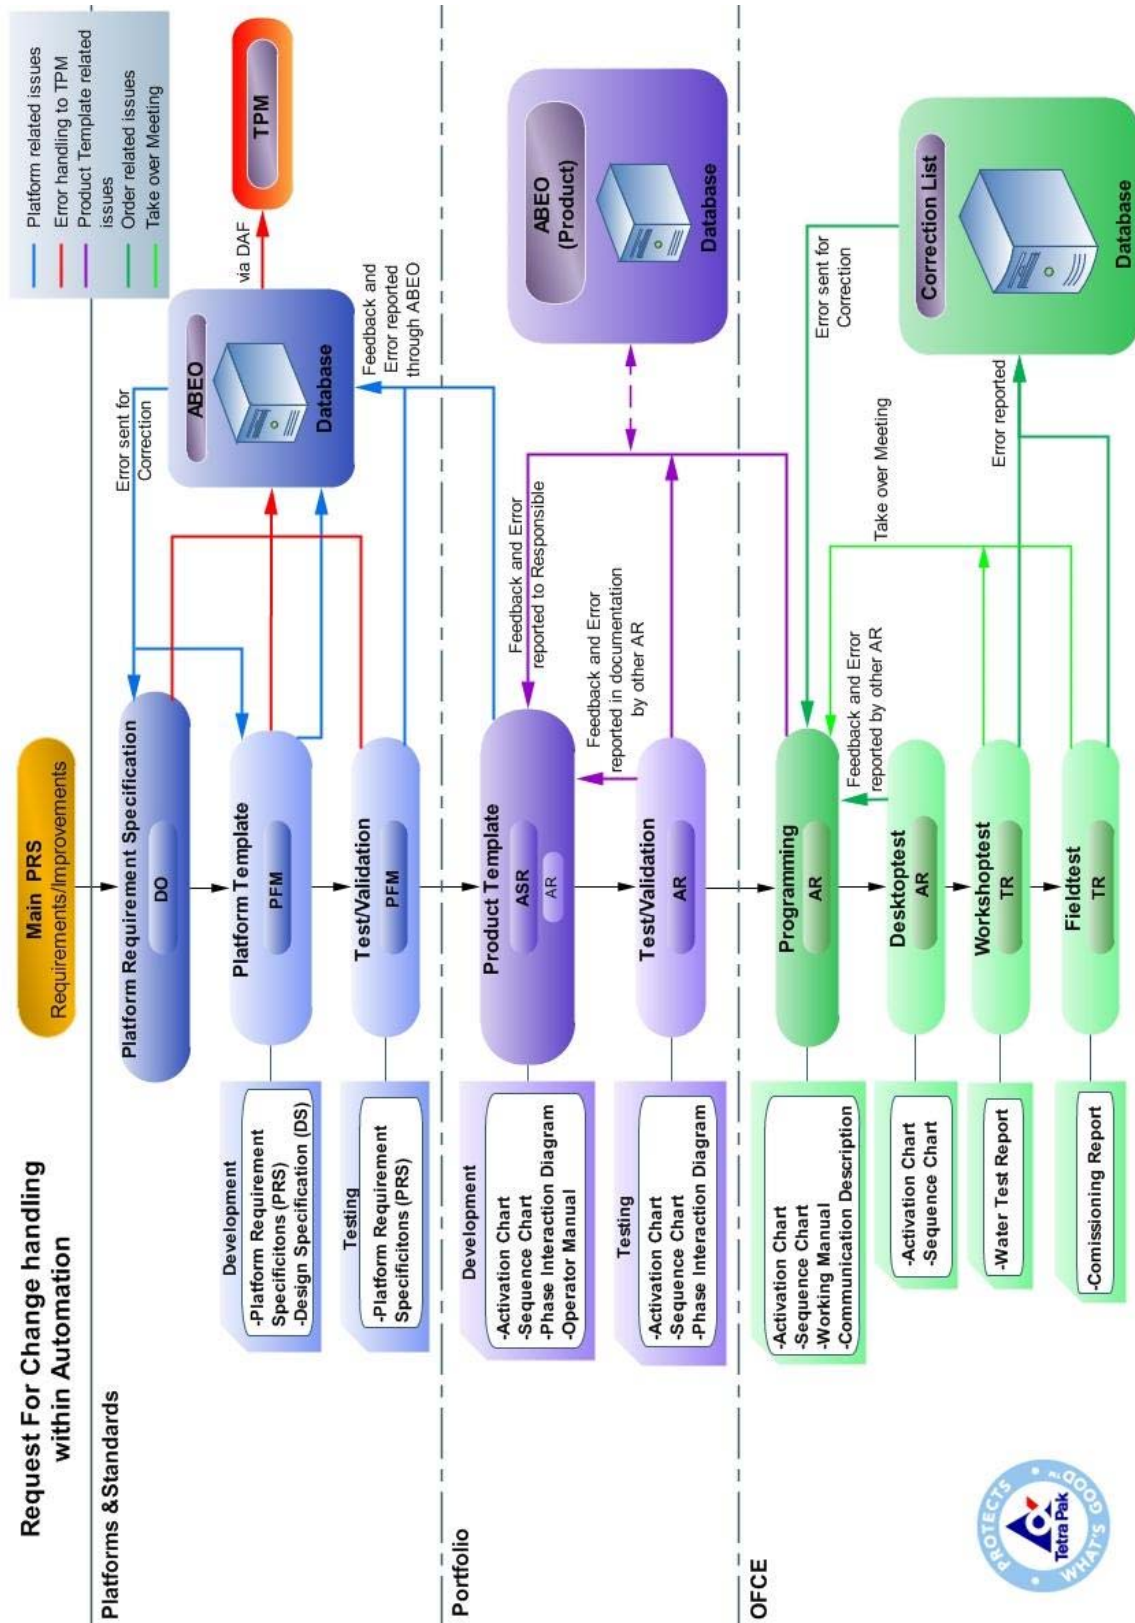 Request For Change handling
within Automation
Platform related issues
Error handling to TPM
Product Template related
issues
Order related issues
Take over Meeting
Main PRS
Requirements/Improvements
Platforms &Standards
Platform Requirement Specification
DO
Error sent for
Correction
ABEO
Database
via DAF
TPM
Development
-Platform Requirement
Specificitons (PRS)
-Design Specification (DS)
Platform Template
PFM
Testing
-Platform Requirement
Specificitons (PRS)
Test/Validation
PFM
Feedback and
Error reported
through ABEO
Portfolio
Development
-Activation Chart
-Sequence Chart
-Phase Interaction Diagram
-Operator Manual
Product Template
ASR
AR
Feedback and Error
reported to Responsible
ABEO
(Product)
Database
Feedback and Error
reported in documentation
by other AR
Testing
-Activation Chart
-Sequence Chart
-Phase Interaction Diagram
Test/Validation
AR
OFCE
-Activation Chart
-Sequence Chart
-Working Manual
-Communication Description
Programming
AR
Error sent for
Correction
Feedback and Error
reported by other AR
Take over Meeting
Correction List
Database
-Activation Chart
-Sequence Chart
Desktoptest
AR
-Water Test Report
Workshoptest
TR
Error reported
-Comissioning Report
Fieldtest
TR
PROTECTS
WHAT'S GOOD TM
Tetra Pak